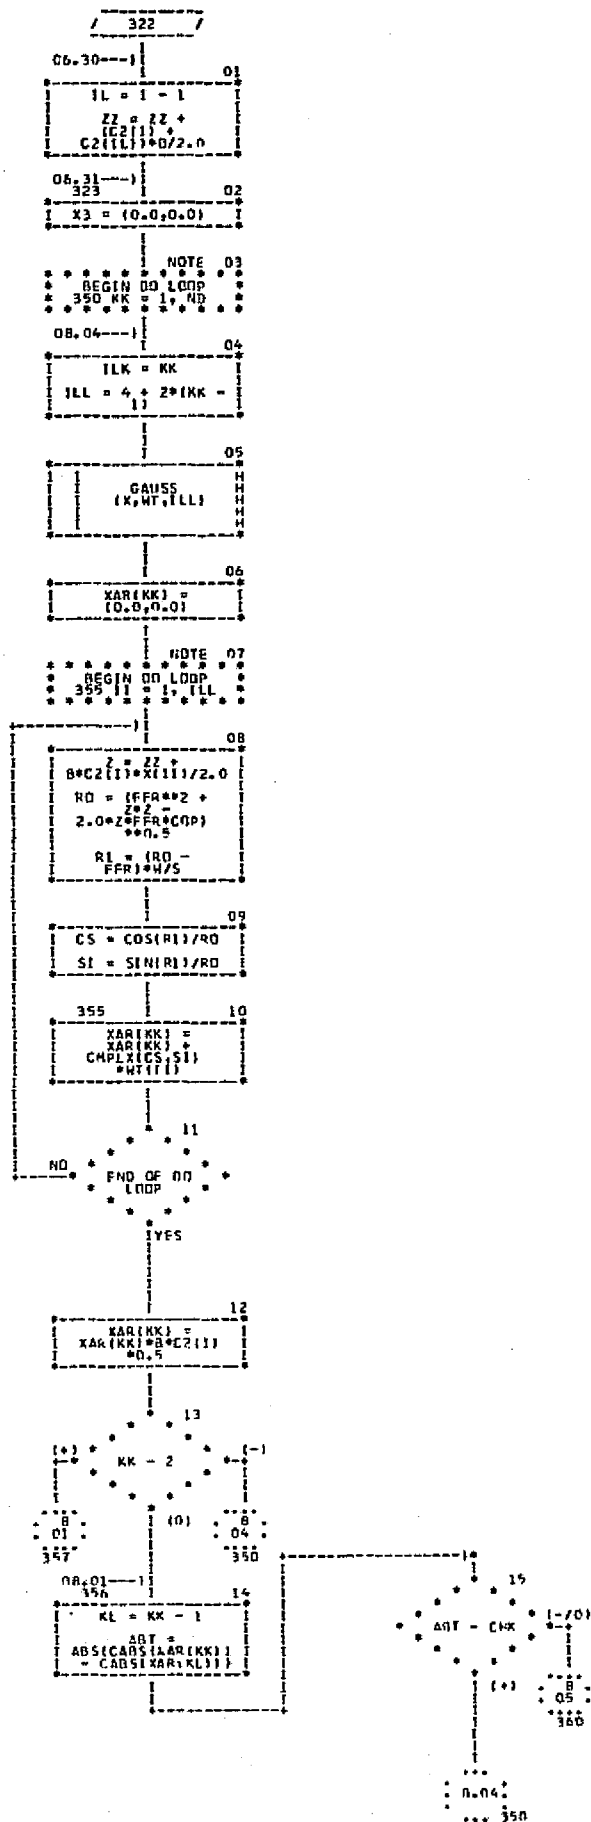 / 322 /
06.30---
01
IL = I - 1
ZZ = ZZ +
(C2(I) +
C2(IL))*B/2.0
06.31---
323 02
X3 = (0.0,0.0)
NOTE 03
BEGIN DO LOOP
350 KK = 1, ND
08.04---
04
ILK = KK
ILL = 4 + 2*(KK -
1)
05
GAUSS
(X,WT,ILL)
06
XAR(KK) =
(0.0,0.0)
NOTE 07
BEGIN DO LOOP
355 II = 1, ILL
08
Z = ZZ +
B*C2(I)*X(II)/2.0
RO = (FFR**2 +
Z*Z -
2.0*Z*FFR*COP)
**0.5
R1 = (RO -
FFR)*W/S
09
CS = COS(R1)/RO
SI = SIN(R1)/RO
355 10
XAR(KK) =
XAR(KK) +
CMPLX(CS,SI)
*WT(II)
11
NO
END OF DO
LOOP
YES
12
XAR(KK) =
XAR(KK)*B*C2(I)
*0.5
13
(+) KK - 2 (-)
(0)
8
01
357
8
04
350
08.01---
356 14
KL = KK - 1
ABT =
ABS(CABS(XAR(KK))
- CABS(XAR(KL)))
15
ABT - CHK
(-/0)
(+)
8
05
360
8.04
350